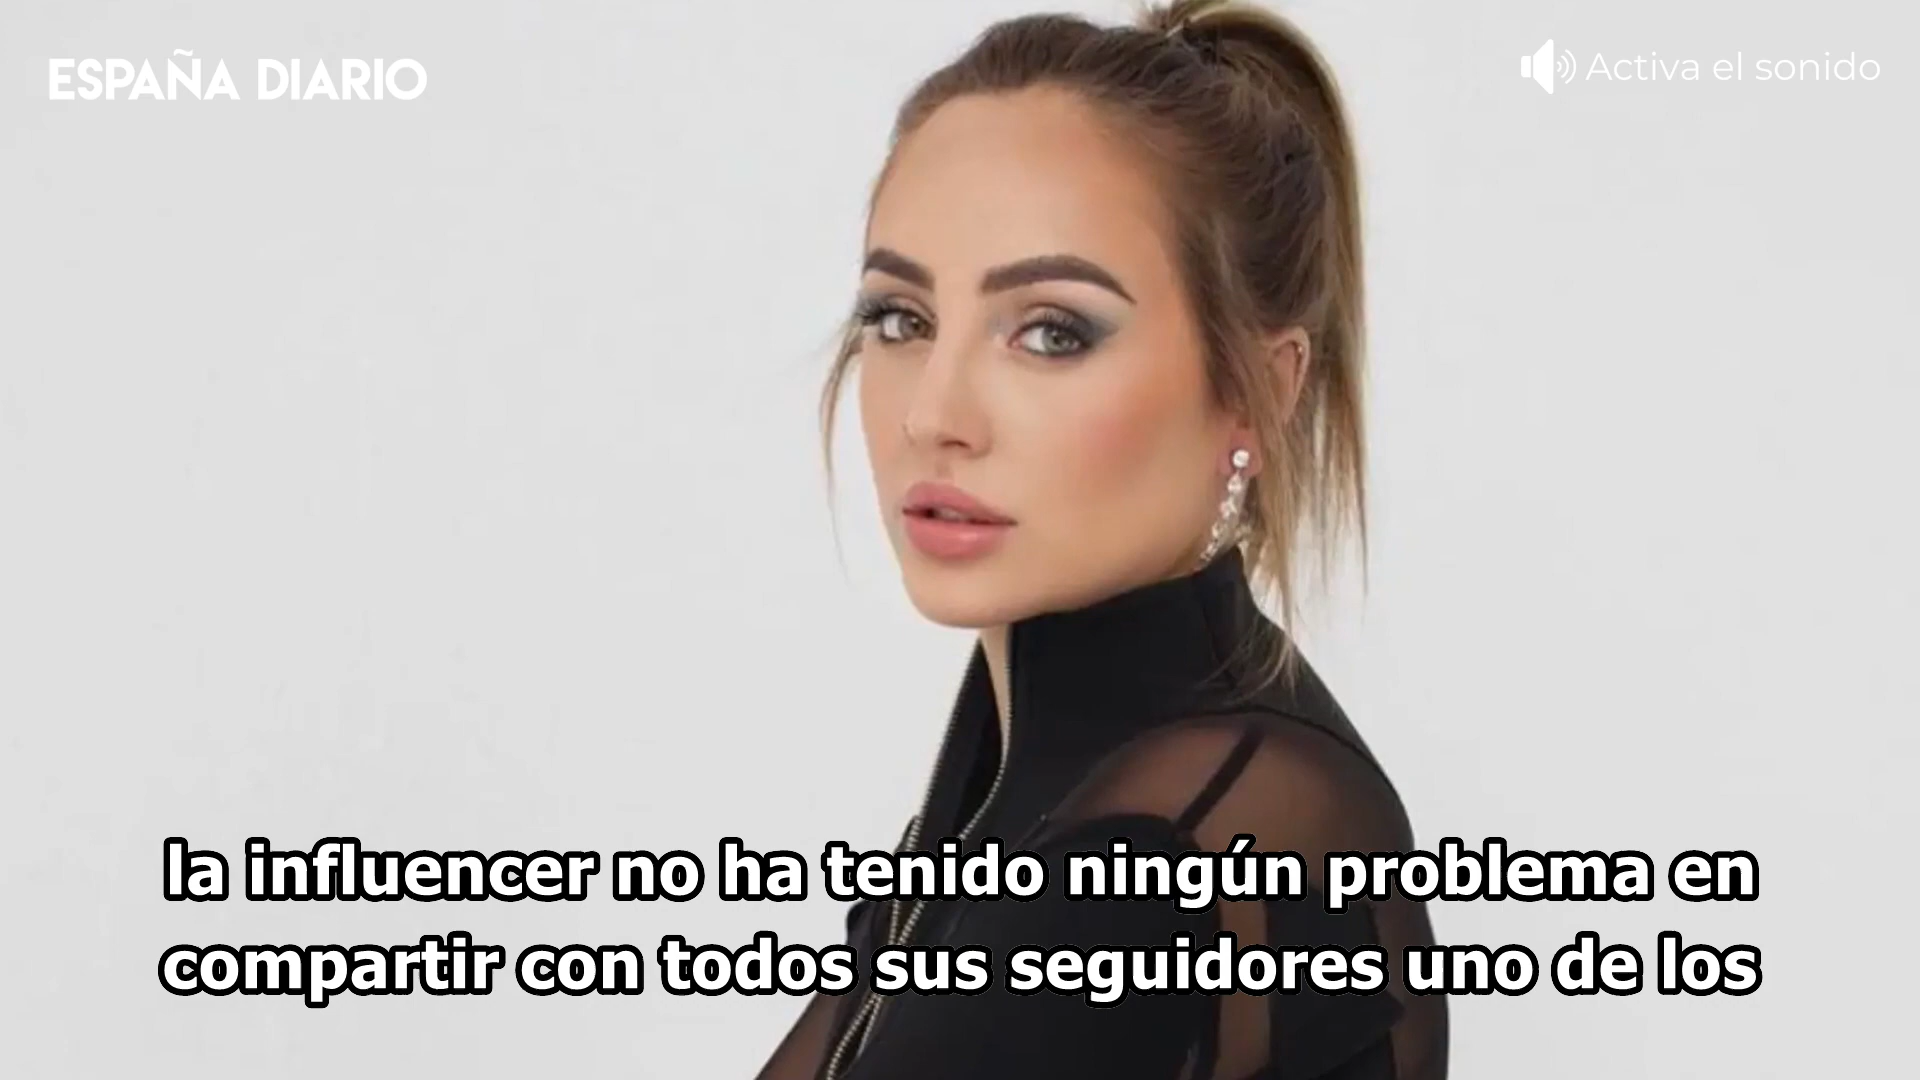 ESPAÑA DIARIO
Activa el sonido
la influencer no ha tenido ningún problema en
compartir con todos sus seguidores uno de los